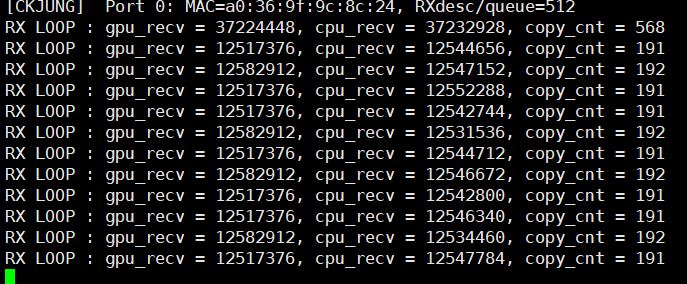 [CKJUNG]  Port 0: MAC=a0:36:9f:9c:8c:24, RXdesc/queue=512
RX LOOP : gpu_recv = 37224448, cpu_recv = 37232928, copy_cnt = 568
RX LOOP : gpu_recv = 12517376, cpu_recv = 12544656, copy_cnt = 191
RX LOOP : gpu_recv = 12582912, cpu_recv = 12547152, copy_cnt = 192
RX LOOP : gpu_recv = 12517376, cpu_recv = 12552288, copy_cnt = 191
RX LOOP : gpu_recv = 12517376, cpu_recv = 12542744, copy_cnt = 191
RX LOOP : gpu_recv = 12582912, cpu_recv = 12531536, copy_cnt = 192
RX LOOP : gpu_recv = 12517376, cpu_recv = 12544712, copy_cnt = 191
RX LOOP : gpu_recv = 12582912, cpu_recv = 12546672, copy_cnt = 192
RX LOOP : gpu_recv = 12517376, cpu_recv = 12542800, copy_cnt = 191
RX LOOP : gpu_recv = 12517376, cpu_recv = 12546340, copy_cnt = 191
RX LOOP : gpu_recv = 12582912, cpu_recv = 12534460, copy_cnt = 192
RX LOOP : gpu_recv = 12517376, cpu_recv = 12547784, copy_cnt = 191